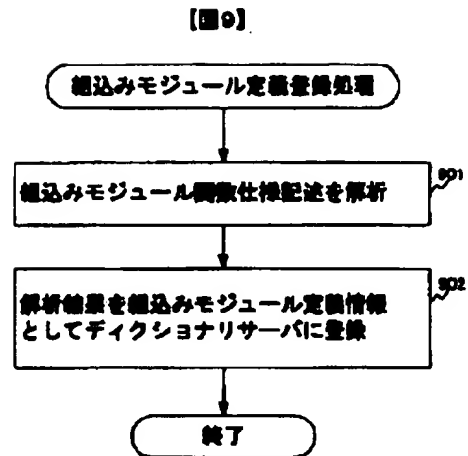 【図9】
組込みモジュール定義登録処理
組込みモジュール関数仕様記述を解析
901
解析結果を組込みモジュール定義情報
としてディクショナリサーバに登録
902
終了